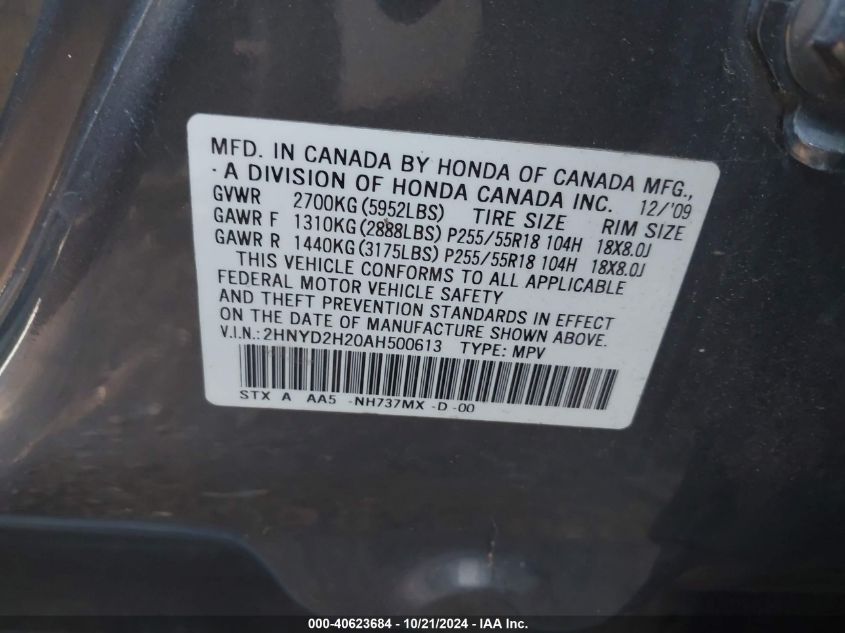 MFD. IN CANADA BY HONDA OF CANADA MFG.,
· A DIVISION OF HONDA CANADA INC. 12/'09
GVWR 2700KG (5952LBS) TIRE SIZE RIM SIZE
GAWR F 1310KG (2888LBS) P255/55R18 104H 18X8.0J
GAWR R 1440KG (3175LBS) P255/55R18 104H 18X8.0J
THIS VEHICLE CONFORMS TO ALL APPLICABLE
FEDERAL MOTOR VEHICLE SAFETY
AND THEFT PREVENTION STANDARDS IN EFFECT
ON THE DATE OF MANUFACTURE SHOWN ABOVE.
V.I.N.: 2HNYD2H20AH500613 TYPE: MPV
STX A AA5 -NH737MX -D -00
000-40623684 - 10/21/2024 - IAA Inc.